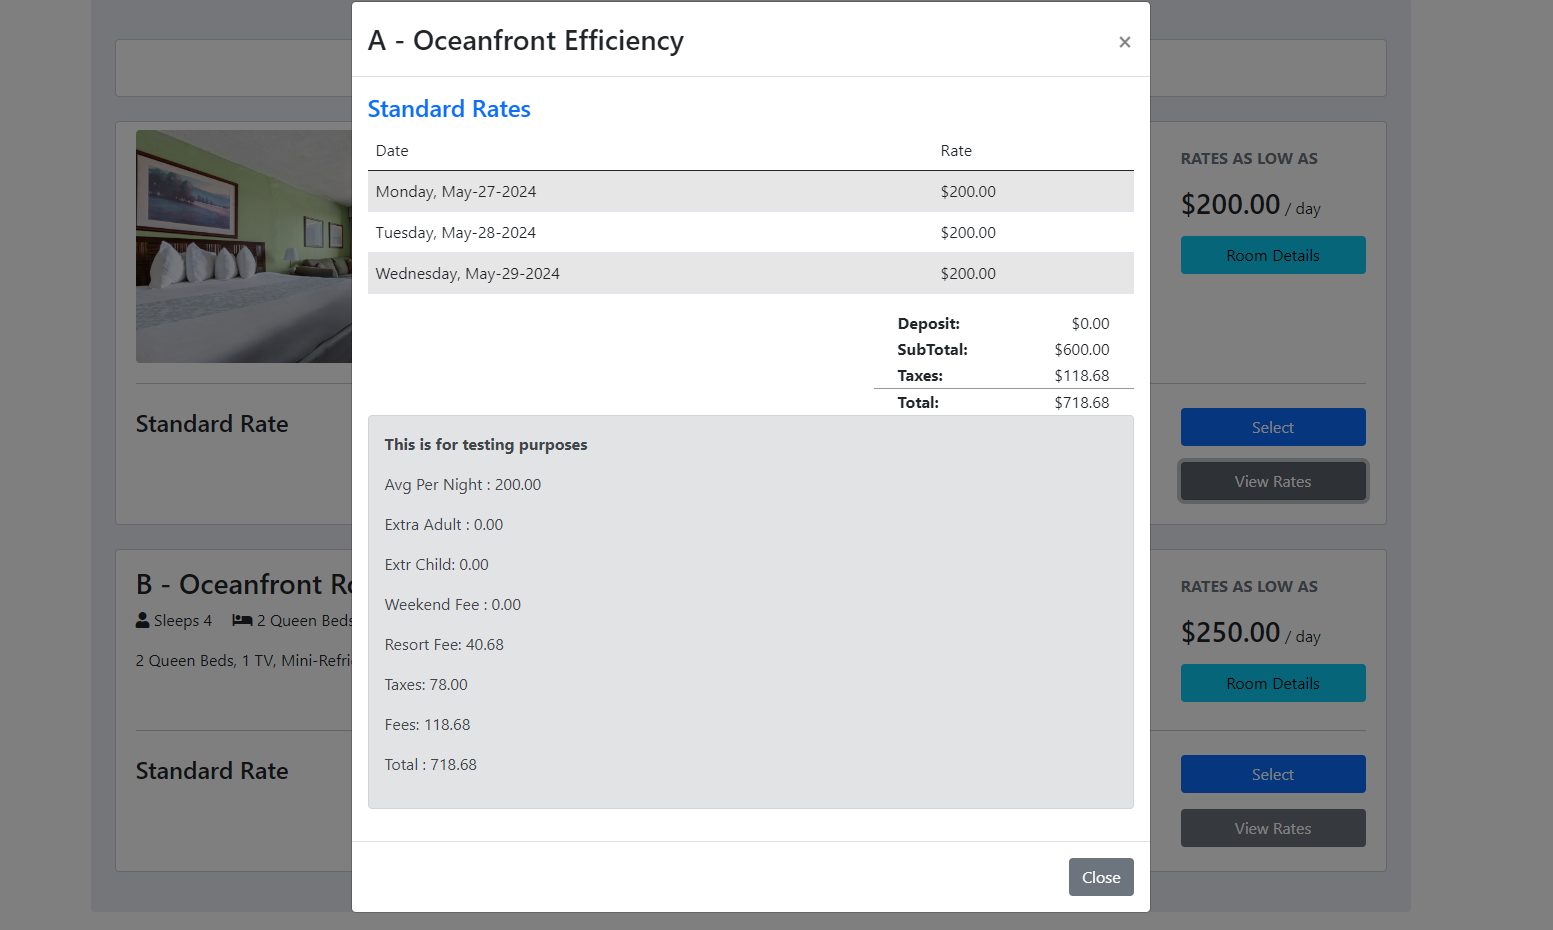 A - Oceanfront Efficiency
×
Standard Rates
Date Rate
Monday, May-27-2024 $200.00
Tuesday, May-28-2024 $200.00
Wednesday, May-29-2024 $200.00
Deposit: $0.00
SubTotal: $600.00
Taxes: $118.68
Total: $718.68
This is for testing purposes
Avg Per Night : 200.00
Extra Adult : 0.00
Extr Child: 0.00
Weekend Fee : 0.00
Resort Fee: 40.68
Taxes: 78.00
Fees: 118.68
Total : 718.68
Close
RATES AS LOW AS
$200.00 / day
Room Details
Standard Rate
Select
View Rates
B - Oceanfront
Sleeps 4 2 Queen Beds
2 Queen Beds, 1 TV,
RATES AS LOW AS
$250.00 / day
Room Details
Standard Rate
Select
View Rates